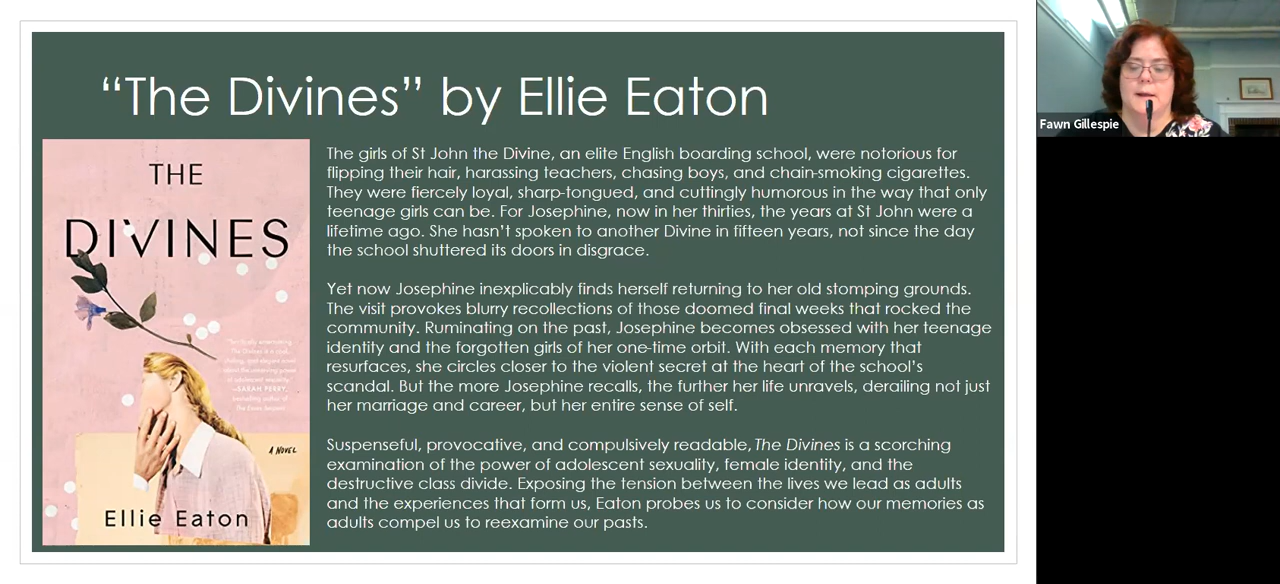 “The Divines” by Ellie Eaton
THE
DIVINES
—SARAH PERRY,
A NOVEL
Ellie Eaton
The girls of St John the Divine, an elite English boarding school, were notorious for
flipping their hair, harassing teachers, chasing boys, and chain-smoking cigarettes.
They were fiercely loyal, sharp-tongued, and cuttingly humorous in the way that only
teenage girls can be. For Josephine, now in her thirties, the years at St John were a
lifetime ago. She hasn’t spoken to another Divine in fifteen years, not since the day
the school shuttered its doors in disgrace.
Yet now Josephine inexplicably finds herself returning to her old stomping grounds.
The visit provokes blurry recollections of those doomed final weeks that rocked the
community. Ruminating on the past, Josephine becomes obsessed with her teenage
identity and the forgotten girls of her one-time orbit. With each memory that
resurfaces, she circles closer to the violent secret at the heart of the school’s
scandal. But the more Josephine recalls, the further her life unravels, derailing not just
her marriage and career, but her entire sense of self.
Suspenseful, provocative, and compulsively readable, The Divines is a scorching
examination of the power of adolescent sexuality, female identity, and the
destructive class divide. Exposing the tension between the lives we lead as adults
and the experiences that form us, Eaton probes us to consider how our memories as
adults compel us to reexamine our pasts.
Fawn Gillespie